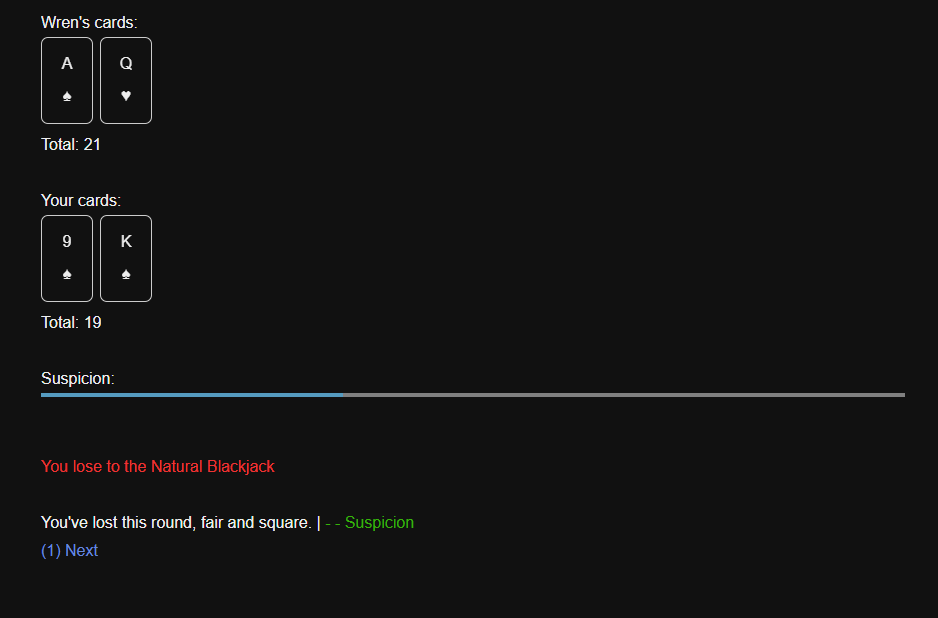 Wren's cards:
A Q
♠ ♥
Total: 21
Your cards:
9 K
♠ ♠
Total: 19
Suspicion:
You lose to the Natural Blackjack
You've lost this round, fair and square. | - - Suspicion
(1) Next